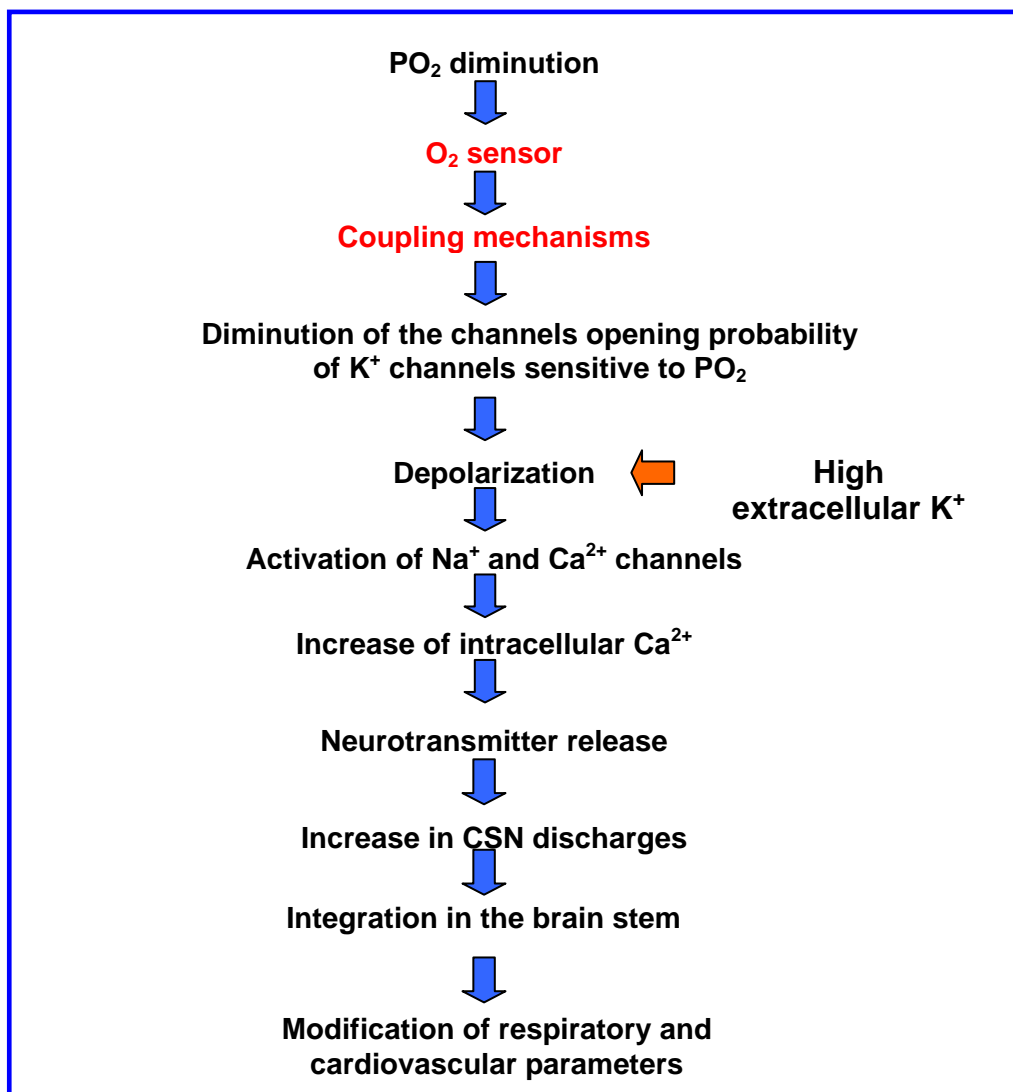 PO₂ diminution
O₂ sensor
Coupling mechanisms
Diminution of the channels opening probability
of K⁺ channels sensitive to PO₂
Depolarization
High
extracellular K⁺
Activation of Na⁺ and Ca²⁺ channels
Increase of intracellular Ca²⁺
Neurotransmitter release
Increase in CSN discharges
Integration in the brain stem
Modification of respiratory and
cardiovascular parameters